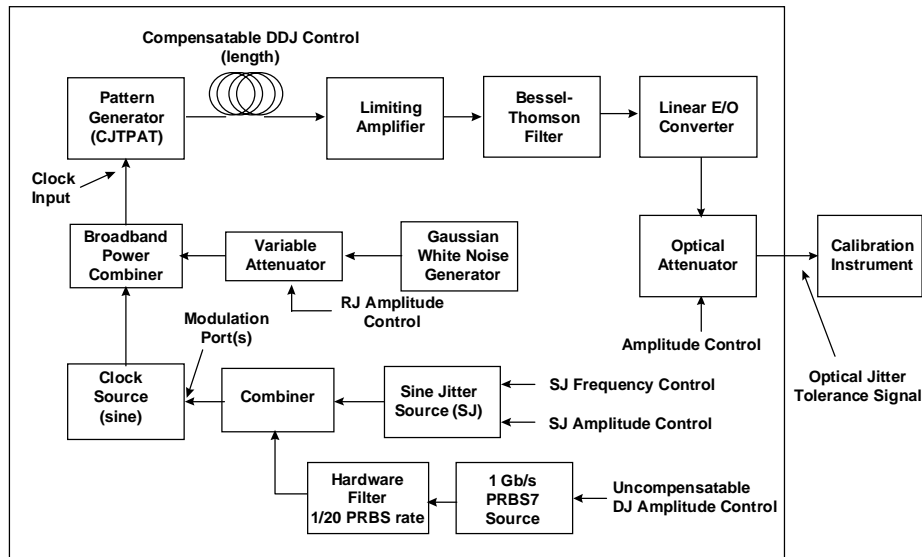 Compensatable DDJ Control
(length)
Pattern
Generator
(CJTPAT)
Limiting
Amplifier
Bessel-
Thomson
Filter
Linear E/O
Converter
Clock
Input
Broadband
Power
Combiner
Variable
Attenuator
Gaussian
White Noise
Generator
Optical
Attenuator
Calibration
Instrument
RJ Amplitude
Control
Modulation
Port(s)
Amplitude Control
Optical Jitter
Tolerance Signal
Clock
Source
(sine)
Combiner
Sine Jitter
Source (SJ)
SJ Frequency Control
SJ Amplitude Control
Hardware
Filter
1/20 PRBS rate
1 Gb/s
PRBS7
Source
Uncompensatable
DJ Amplitude Control